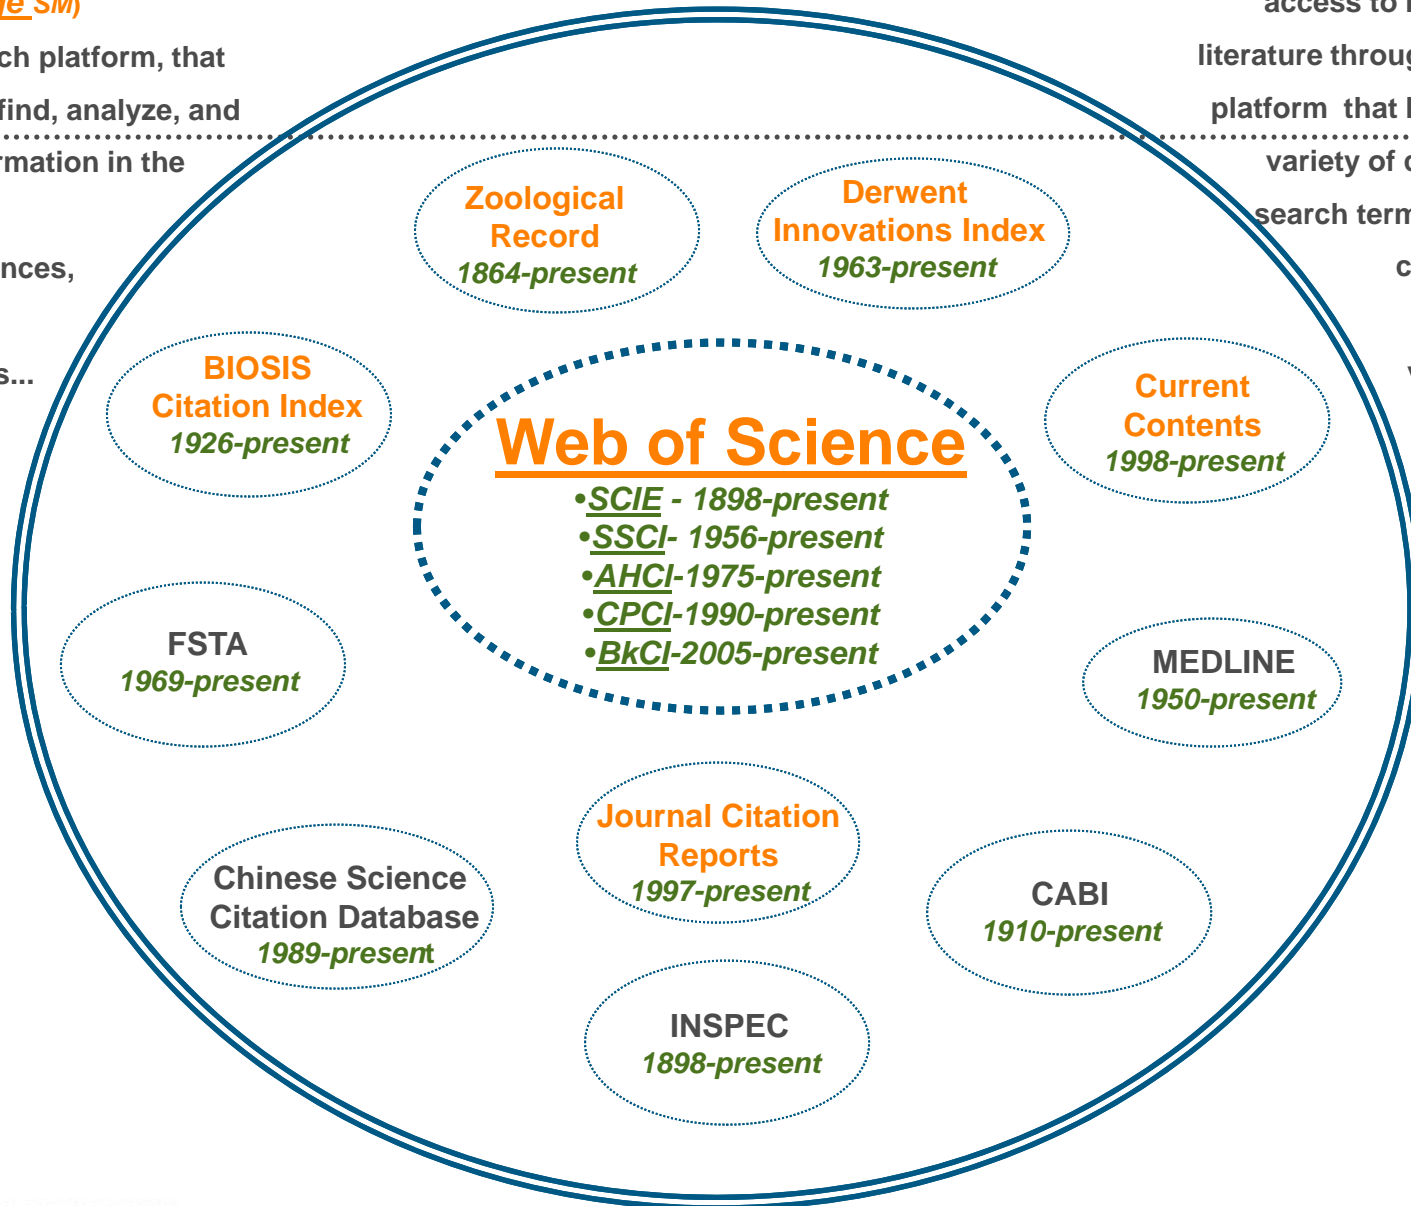 SM)
access to
ch platform, that
literature
find, analyze, and
platform that
rmation in the
variety of
search
nces,
s...
Zoological
Record
1864-present
Derwent
Innovations Index
1963-present
BIOSIS
Citation Index
1926-present
Current
Contents
1998-present
Web of Science
•SCIE - 1898-present
•SSCI- 1956-present
•AHCI-1975-present
•CPCI-1990-present
•BkCI-2005-present
FSTA
1969-present
MEDLINE
1950-present
Journal Citation
Reports
1997-present
Chinese Science
Citation Database
1989-present
CABI
1910-present
INSPEC
1898-present